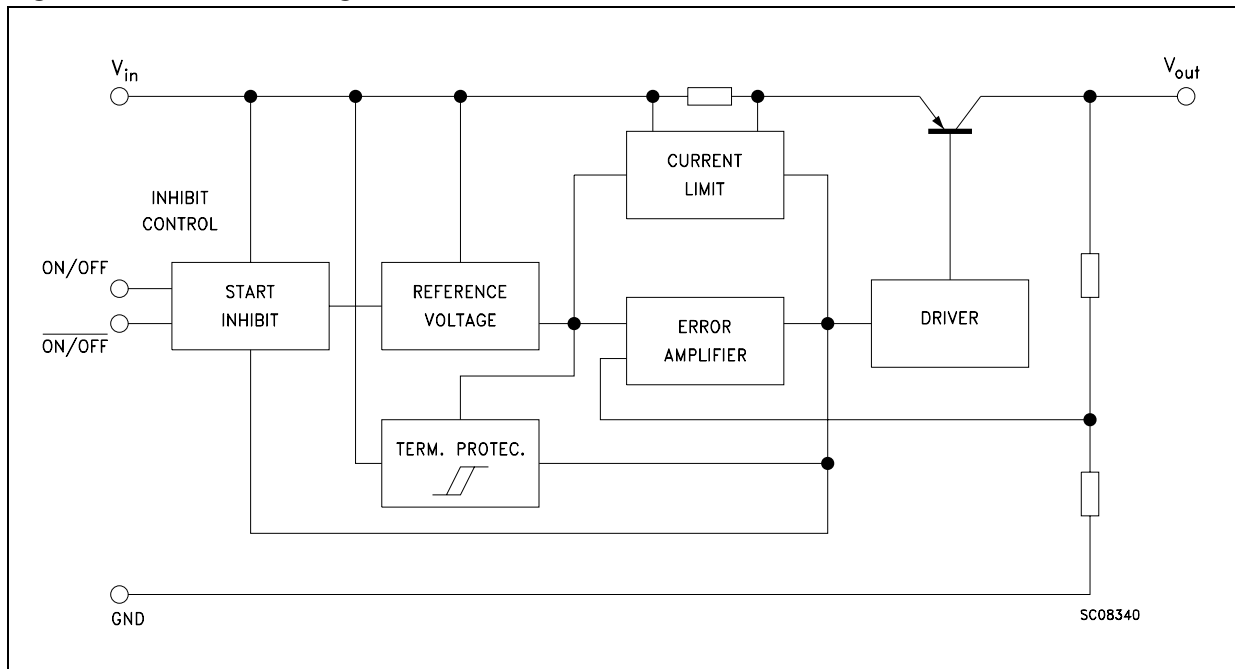 V_in
V_out
CURRENT
LIMIT
INHIBIT
CONTROL
ON/OFF
START
INHIBIT
REFERENCE
VOLTAGE
ERROR
AMPLIFIER
DRIVER
ON/OFF
TERM. PROTEC.
GND
SC08340